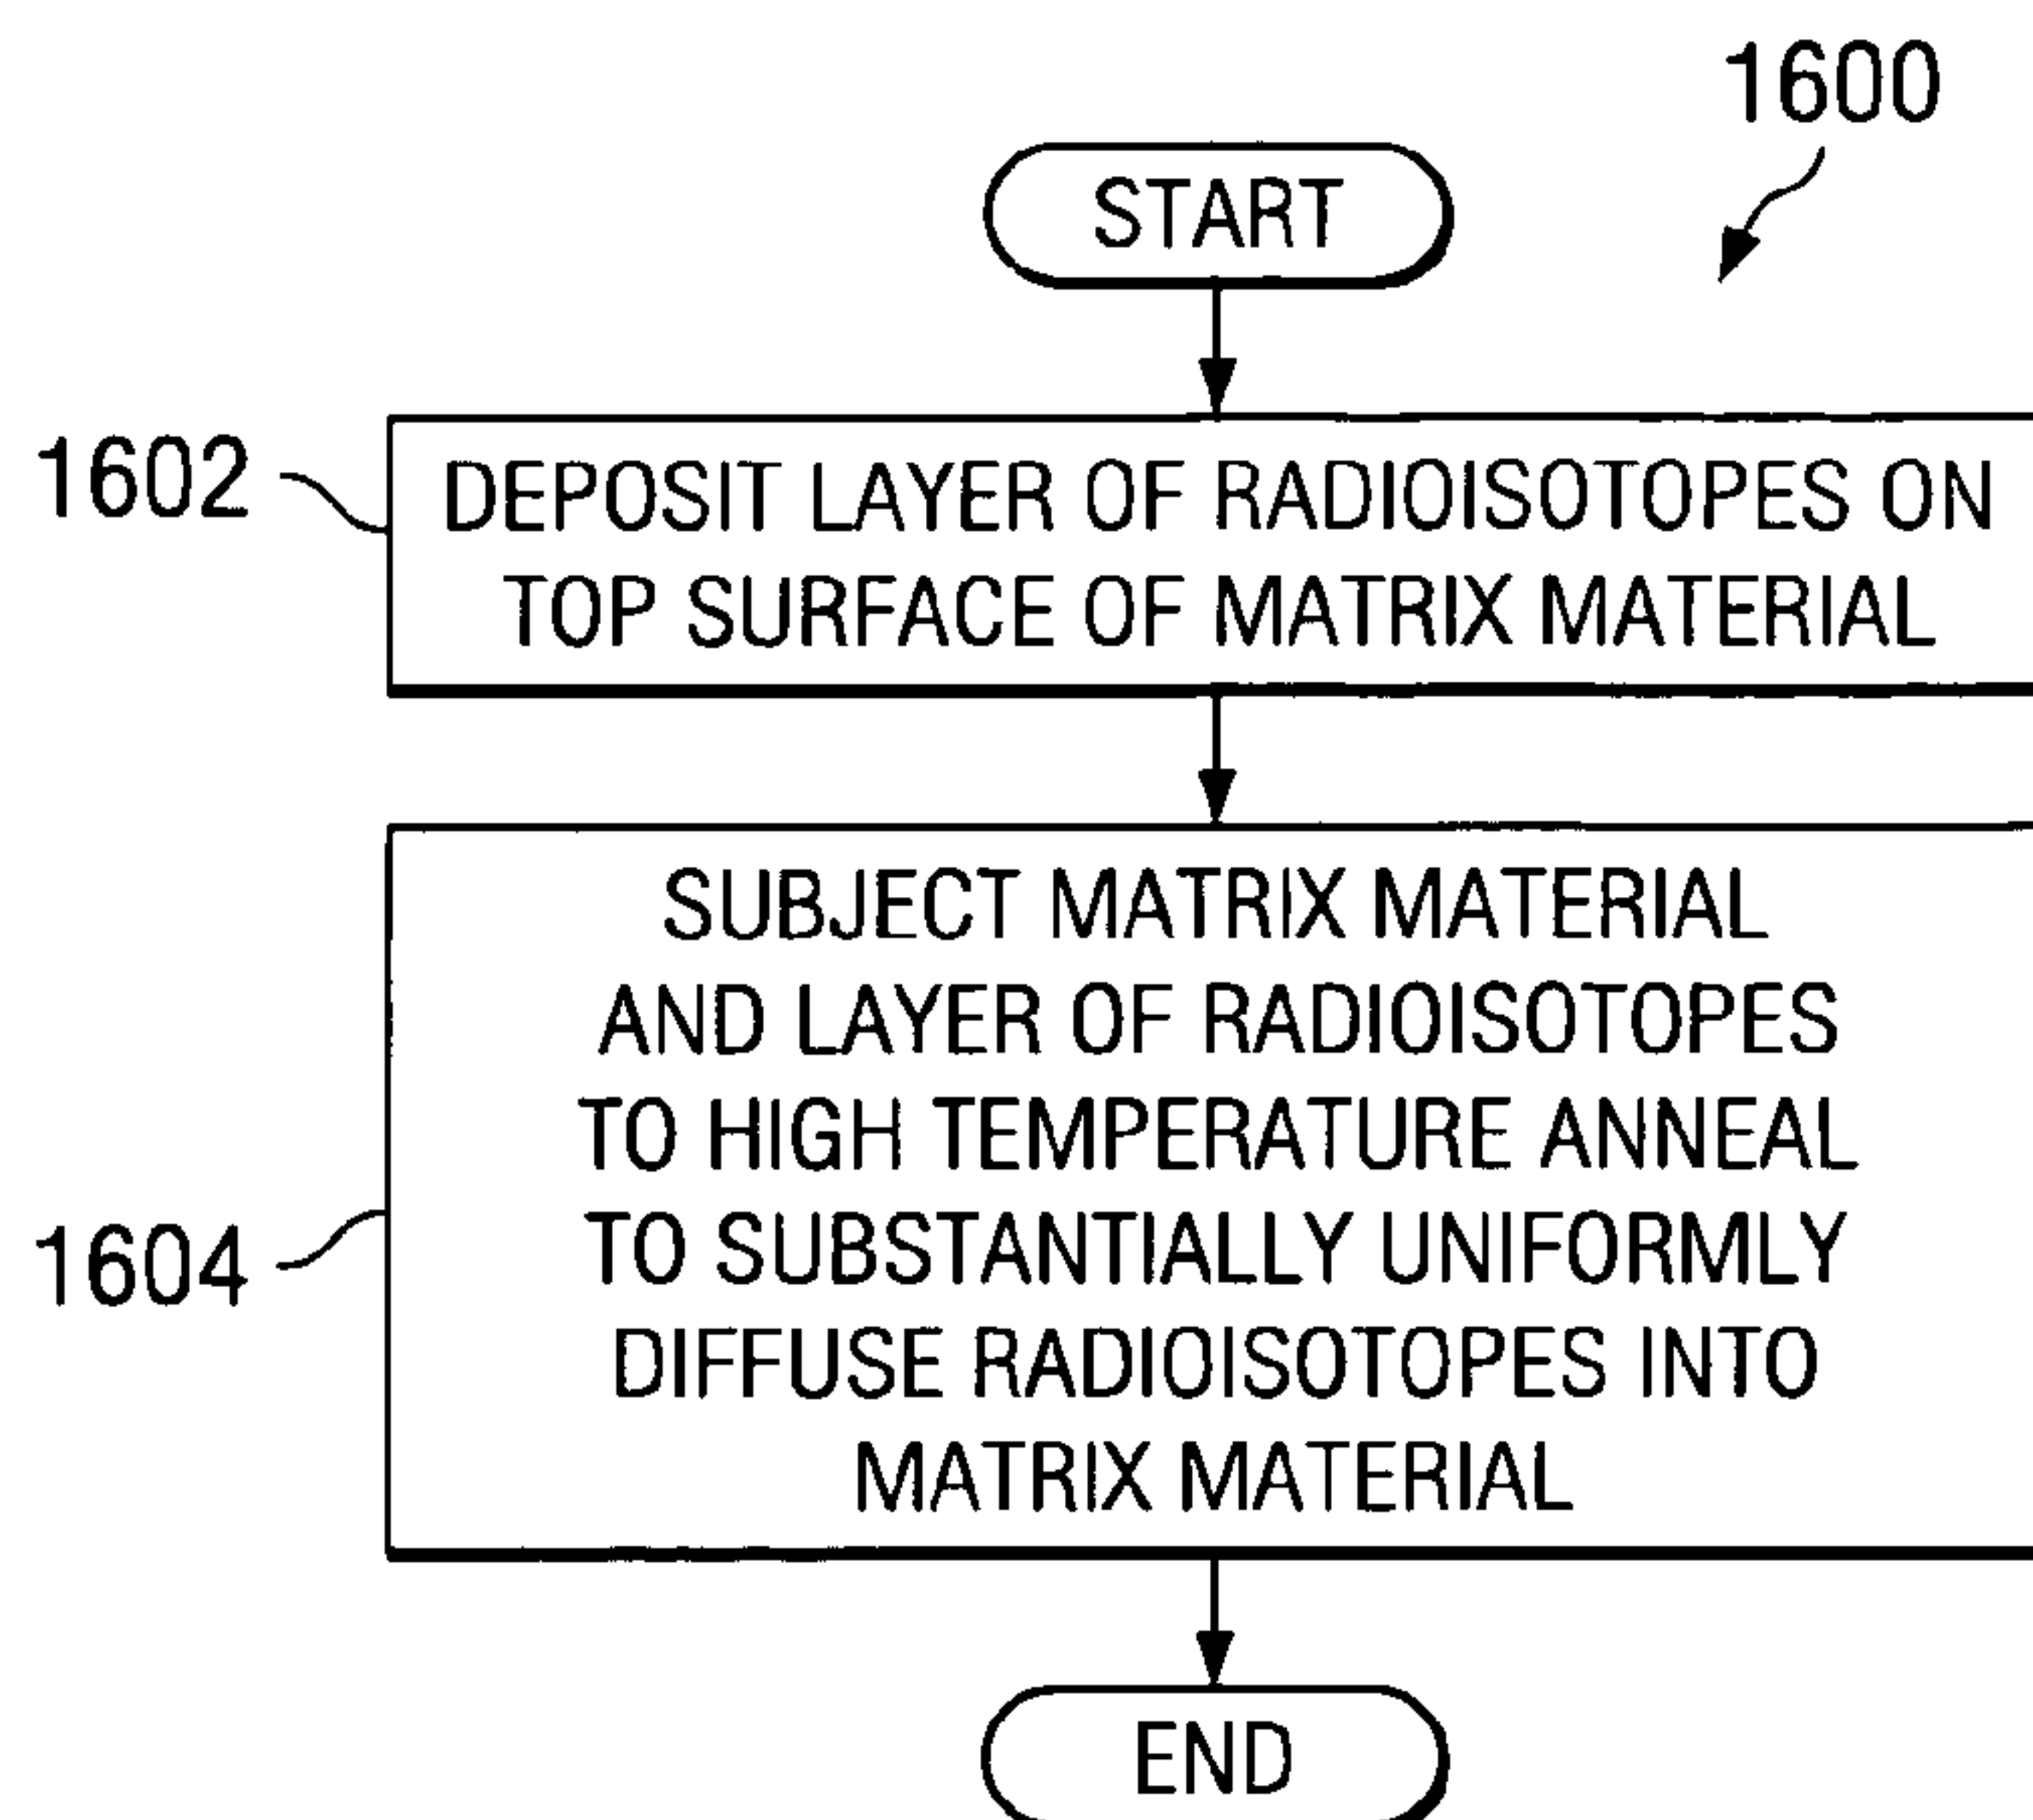 1600
START
1602
DEPOSIT LAYER OF RADIOISOTOPES ON
TOP SURFACE OF MATRIX MATERIAL
SUBJECT MATRIX MATERIAL
AND LAYER OF RADIOISOTOPES
TO HIGH TEMPERATURE ANNEAL
1604
TO SUBSTANTIALLY UNIFORMLY
DIFFUSE RADIOISOTOPES INTO
MATRIX MATERIAL
END